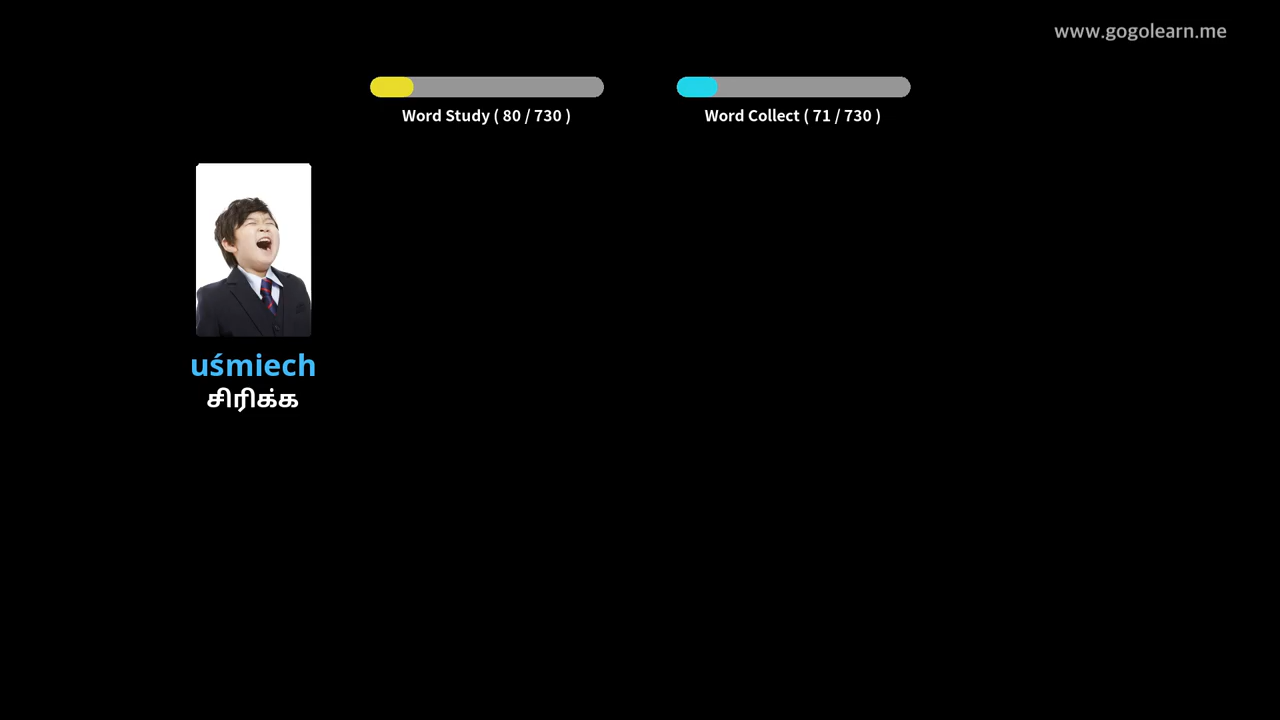 www.gogolearn.me
Word Study ( 80 / 730 )
Word Collect ( 71 / 730 )
uśmiech
சிரிக்க